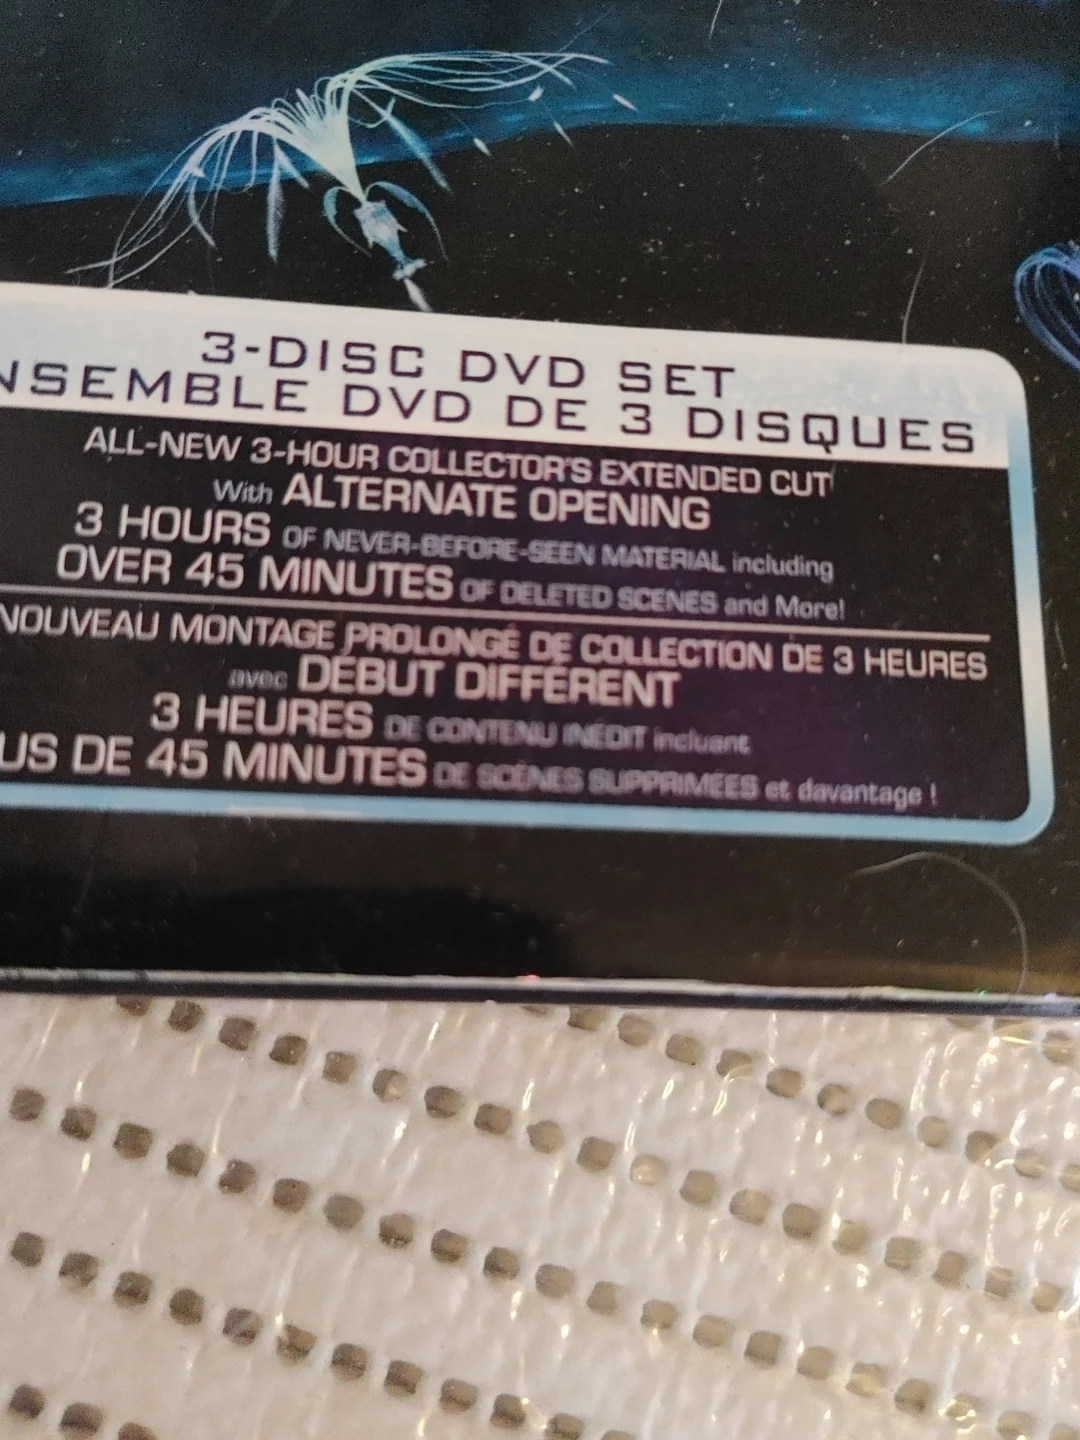 3-DISC DVD SET
NSEMBLE DVD DE 3 DISQUES
ALL-NEW 3-HOUR COLLECTOR'S EXTENDED CUT
With ALTERNATE OPENING
3 HOURS OF NEVER-BEFORE-SEEN MATERIAL including
OVER 45 MINUTES OF DELETED SCENES and More!
NOUVEAU MONTAGE PROLONGÉ DE COLLECTION DE 3 HEURES
avec DÉBUT DIFFÉRENT
3 HEURES DE CONTENU INÉDIT incluant
US DE 45 MINUTES DE SCÈNES SUPPRIMÉES et davantage !